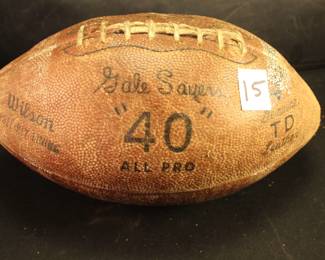 Gale Sayers
15
Wilson
"40"
TD
ALL PRO